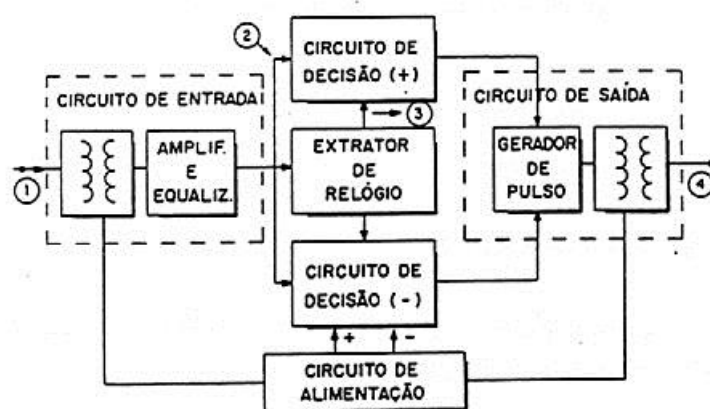 2
CIRCUITO DE
DECISÃO (+)
CIRCUITO DE ENTRADA
CIRCUITO DE SAÍDA
3
1
AMPLIF.
E
EQUALIZ.
EXTRATOR
DE
RELÓGIO
GERADOR
DE
PULSO
4
CIRCUITO DE
DECISÃO (-)
+ -
CIRCUITO DE
ALIMENTAÇÃO